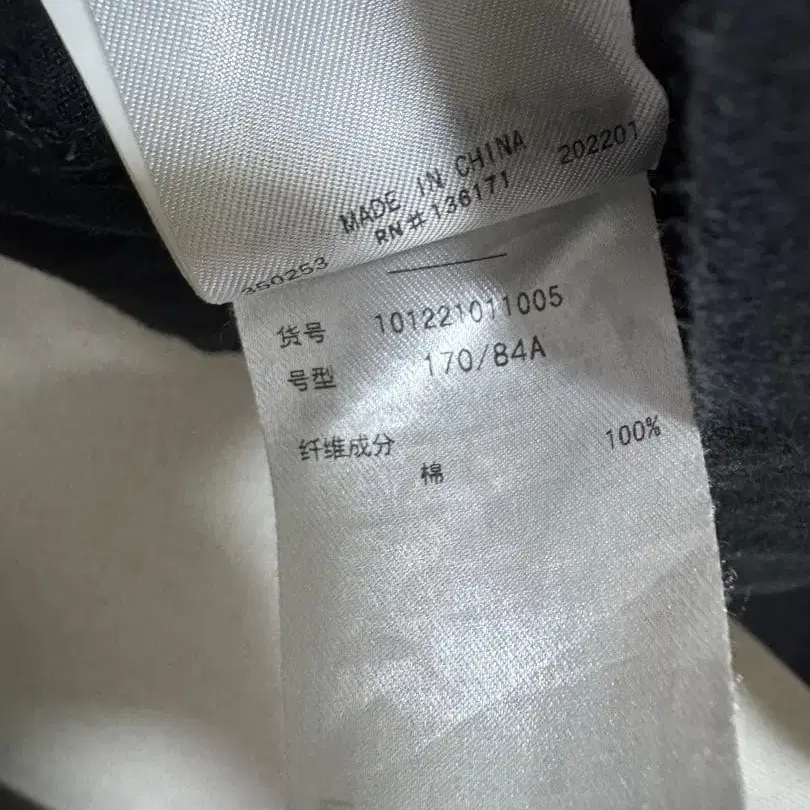 MADE IN CHINA 202201
RN# 136171
350253
货号 101221011005
号型 170/84A
纤维成分 100%
棉